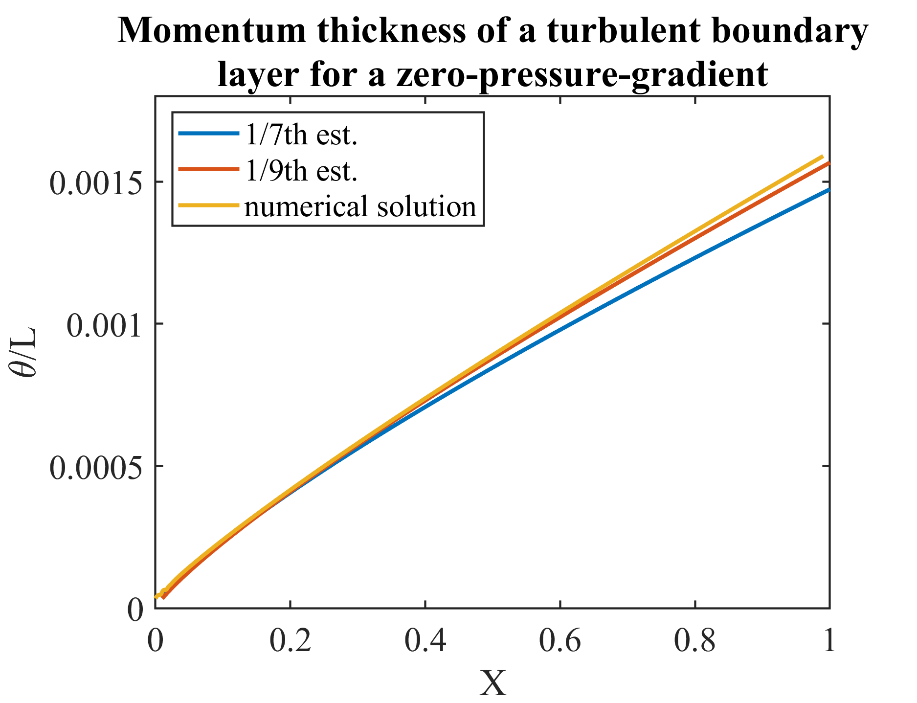 Momentum thickness of a turbulent boundary
layer for a zero-pressure-gradient
1/7th est.
1/9th est.
numerical solution
0.0015
0.001
0.0005
0
θ/L
0
0.2
0.4
0.6
0.8
1
X